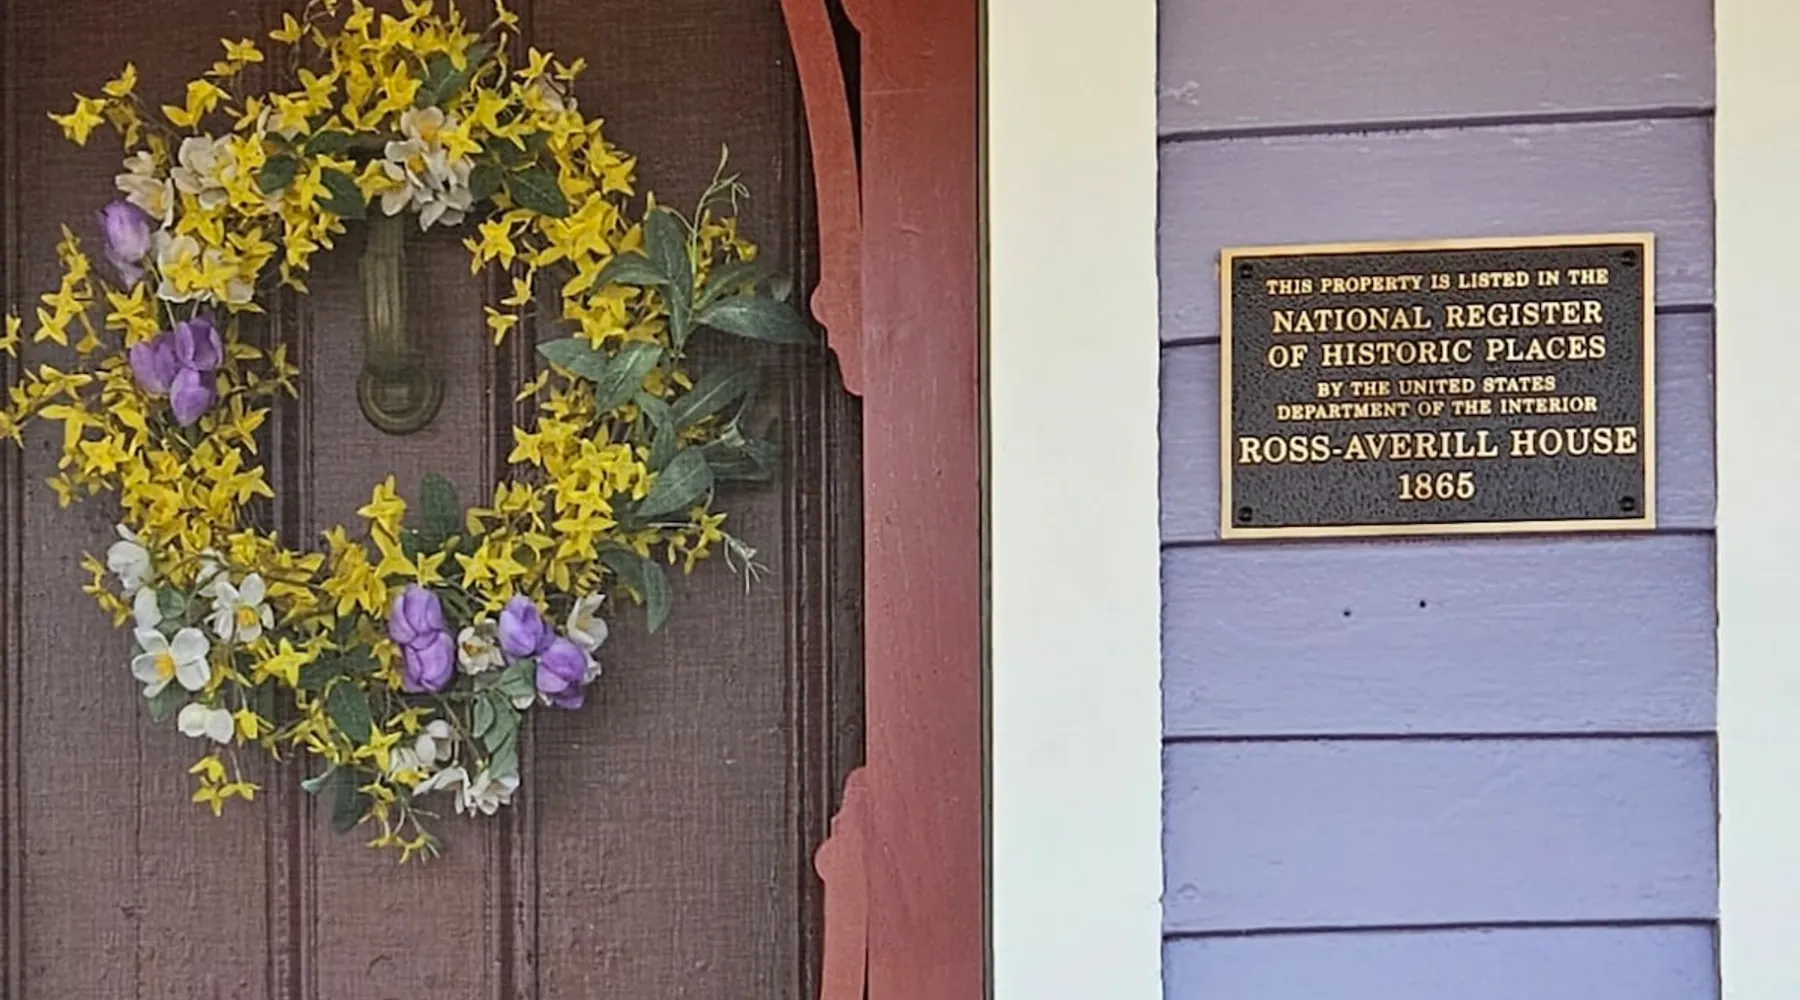 THIS PROPERTY IS LISTED IN THE
NATIONAL REGISTER
OF HISTORIC PLACES
BY THE UNITED STATES
DEPARTMENT OF THE INTERIOR
ROSS-AVERILL HOUSE
1865